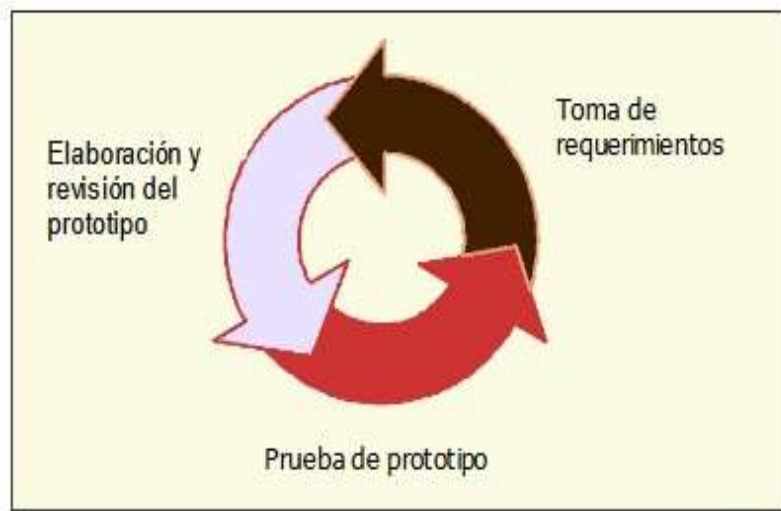 Toma de
requerimientos
Elaboración y
revisión del
prototipo
Prueba de prototipo